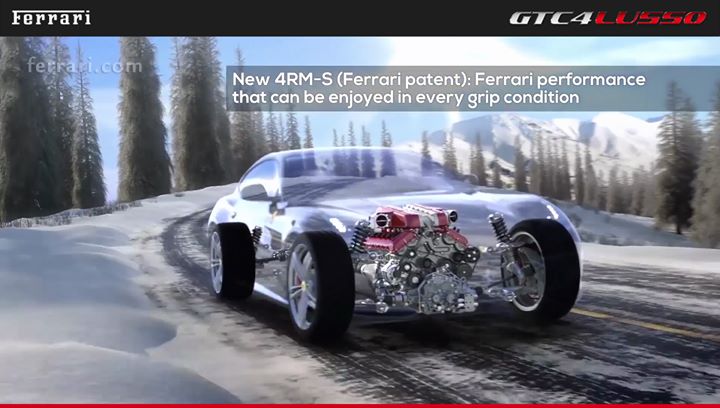 Ferrari
GTC4LUSSO
ferrari.com
New 4RM-S (Ferrari patent): Ferrari performance
that can be enjoyed in every grip condition